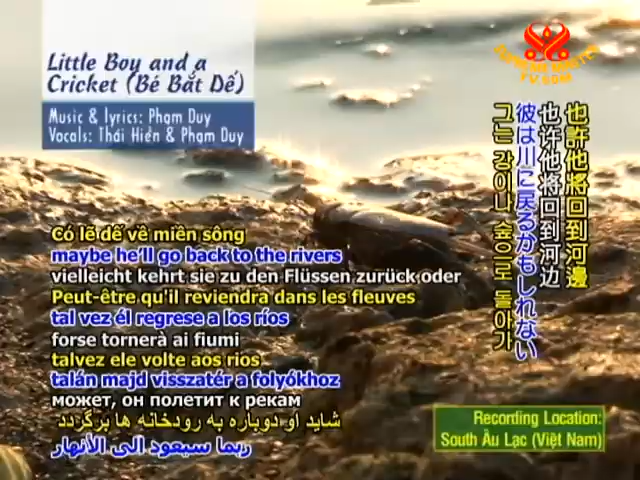 Little Boy and a
Cricket (Bé Bắt Dế)
Music & lyrics: Phạm Duy
Vocals: Thái Hiền & Phạm Duy
SUPREME MASTER
TV.COM
也許他將回到河邊
也许他将回到河边
彼は川に戻るかもしれない
그는 강이나 숲으로 돌아가
Có lẽ dế về miền sông
maybe he'll go back to the rivers
vielleicht kehrt sie zu den Flüssen zurück oder
Peut-être qu'il reviendra dans les fleuves
tal vez él regrese a los ríos
forse tornerà ai fiumi
talvez ele volte aos rios
talán majd visszatér a folyókhoz
может, он полетит к рекам
شاید او دوباره به رودخانه ها برگردد
ربما سيعود الى الأنهار
Recording Location:
South Âu Lạc (Việt Nam)